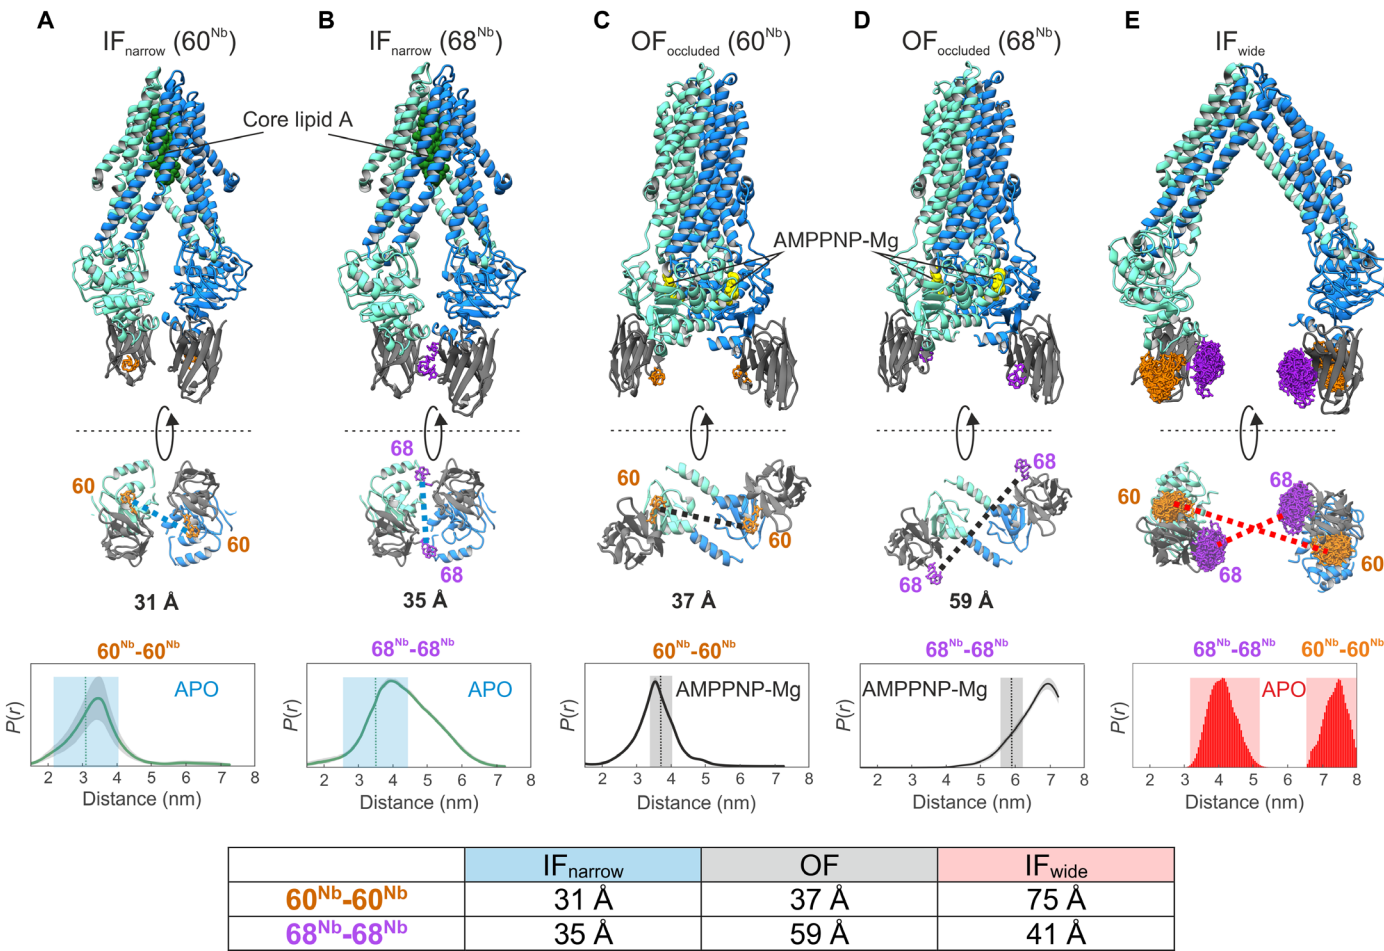 A
B
C
D
E
IFnarrow (60Nb)
IFnarrow (68Nb)
OFoccluded (60Nb)
OFoccluded (68Nb)
IFwide
Core lipid A
AMPPNP-Mg
60
60
68
68
60
60
68
68
60
68
68
60
31 Å
35 Å
37 Å
59 Å
60Nb-60Nb
68Nb-68Nb
60Nb-60Nb
68Nb-68Nb
68Nb-68Nb
60Nb-60Nb
APO
APO
AMPPNP-Mg
AMPPNP-Mg
APO
P(r)
P(r)
P(r)
P(r)
P(r)
2 3 4 5 6 7 8
2 3 4 5 6 7 8
2 3 4 5 6 7 8
2 3 4 5 6 7 8
2 3 4 5 6 7 8
Distance (nm)
Distance (nm)
Distance (nm)
Distance (nm)
Distance (nm)
IFnarrow OF IFwide
60Nb-60Nb 31 Å 37 Å 75 Å
68Nb-68Nb 35 Å 59 Å 41 Å